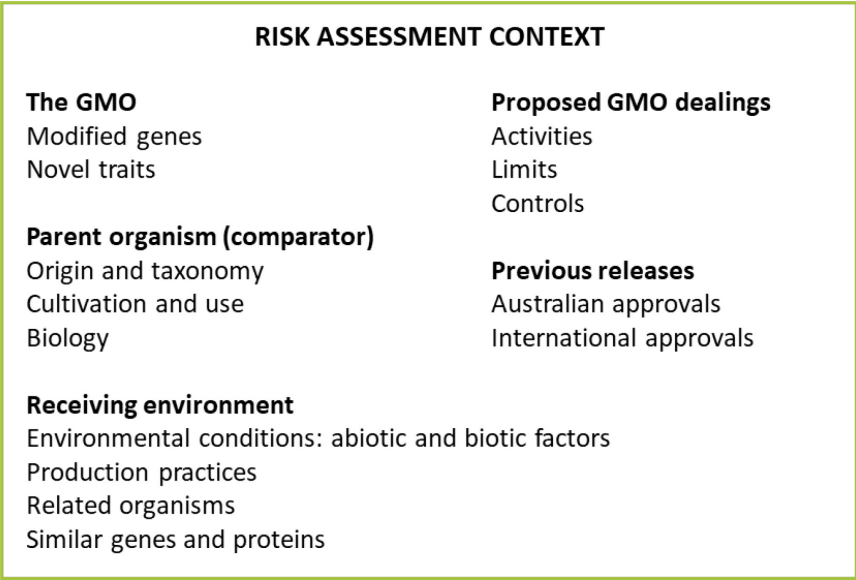 RISK ASSESSMENT CONTEXT
The GMO
Modified genes
Novel traits
Parent organism (comparator)
Origin and taxonomy
Cultivation and use
Biology
Proposed GMO dealings
Activities
Limits
Controls
Previous releases
Australian approvals
International approvals
Receiving environment
Environmental conditions: abiotic and biotic factors
Production practices
Related organisms
Similar genes and proteins